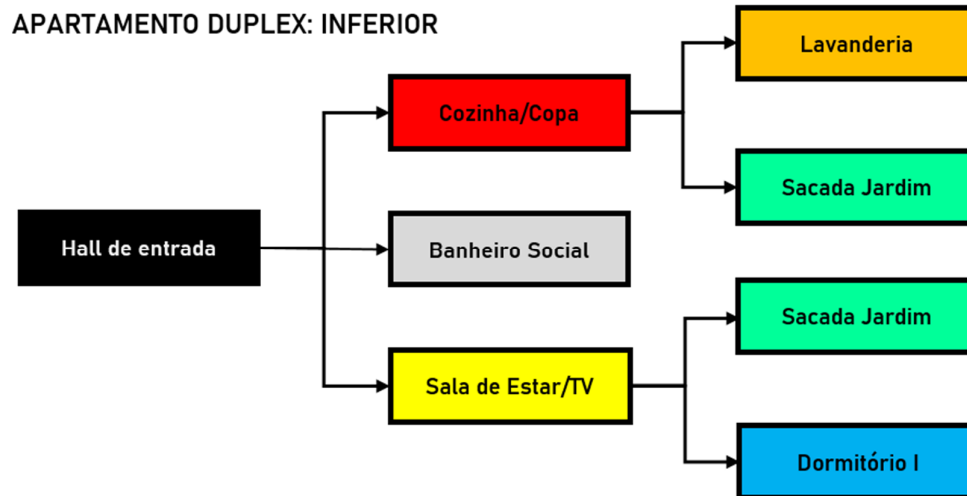 APARTAMENTO DUPLEX: INFERIOR
Lavanderia
Cozinha/Copa
Sacada Jardim
Hall de entrada
Banheiro Social
Sacada Jardim
Sala de Estar/TV
Dormitório I